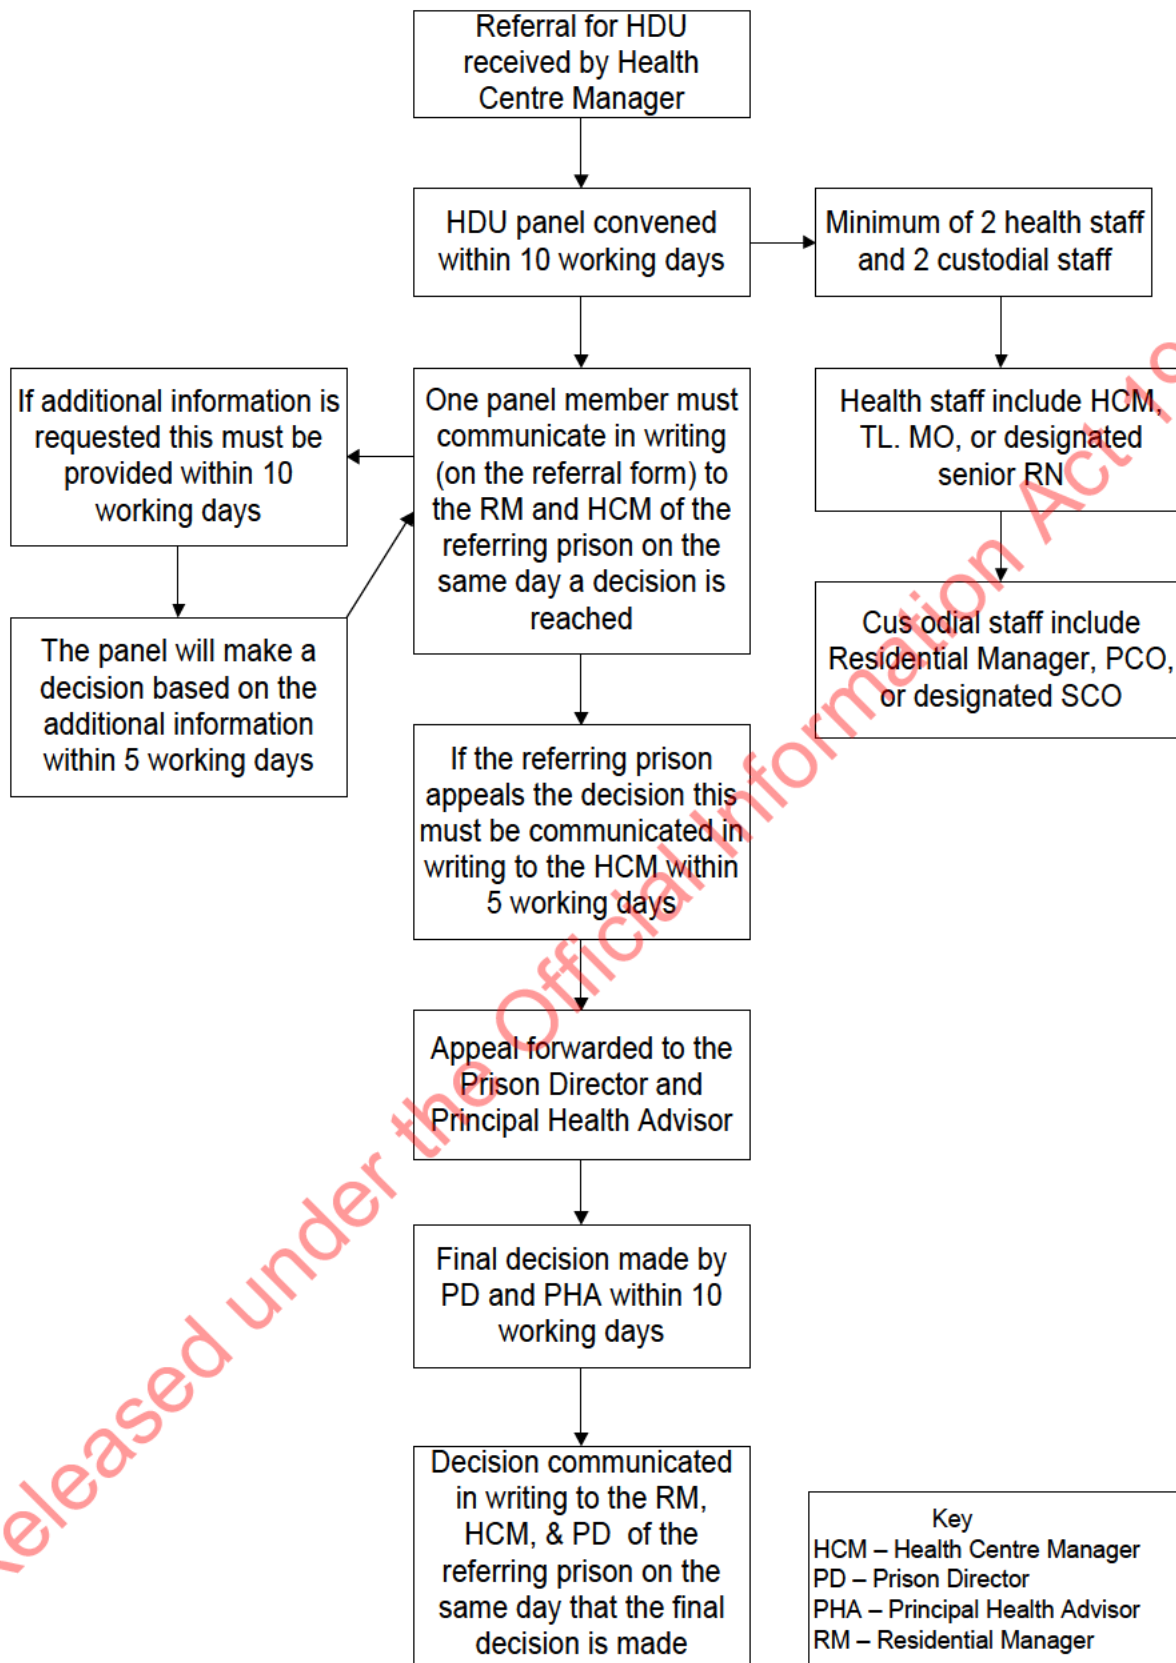 Referral for HDU
received by Health
Centre Manager
HDU panel convened
within 10 working days
Minimum of 2 health staff
and 2 custodial staff
If additional information is
requested this must be
provided within 10
working days
One panel member must
communicate in writing
(on the referral form) to
the RM and HCM of the
referring prison on the
same day a decision is
reached
Health staff include HCM,
TL. MO, or designated
senior RN
The panel will make a
decision based on the
additional information
within 5 working days
Cus odial staff include
Residential Manager, PCO,
or designated SCO
If the referring prison
appeals the decision this
must be communicated in
writing to the HCM within
5 working days
Appeal forwarded to the
Prison Director and
Principal Health Advisor
Final decision made by
PD and PHA within 10
working days
Decision communicated
in writing to the RM,
HCM, & PD of the
referring prison on the
same day that the final
decision is made
Key
HCM – Health Centre Manager
PD – Prison Director
PHA – Principal Health Advisor
RM – Residential Manager
Released under the Official Information Act